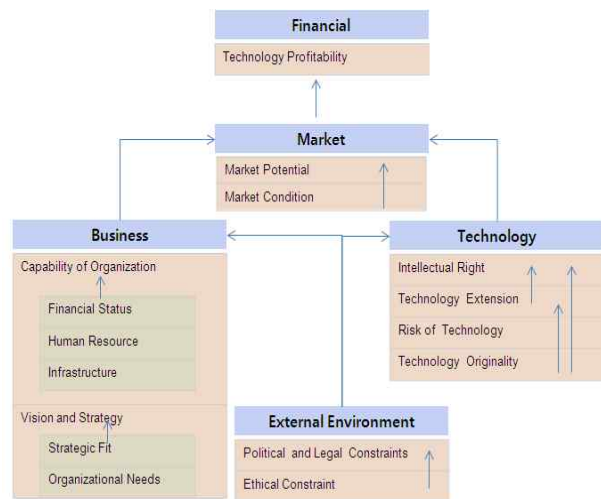 Financial
Technology Profitability
Market
Market Potential
Market Condition
Business
Capability of Organization
Financial Status
Human Resource
Infrastructure
Vision and Strategy
Strategic Fit
Organizational Needs
Technology
Intellectual Right
Technology Extension
Risk of Technology
Technology Originality
External Environment
Political and Legal Constraints
Ethical Constraint